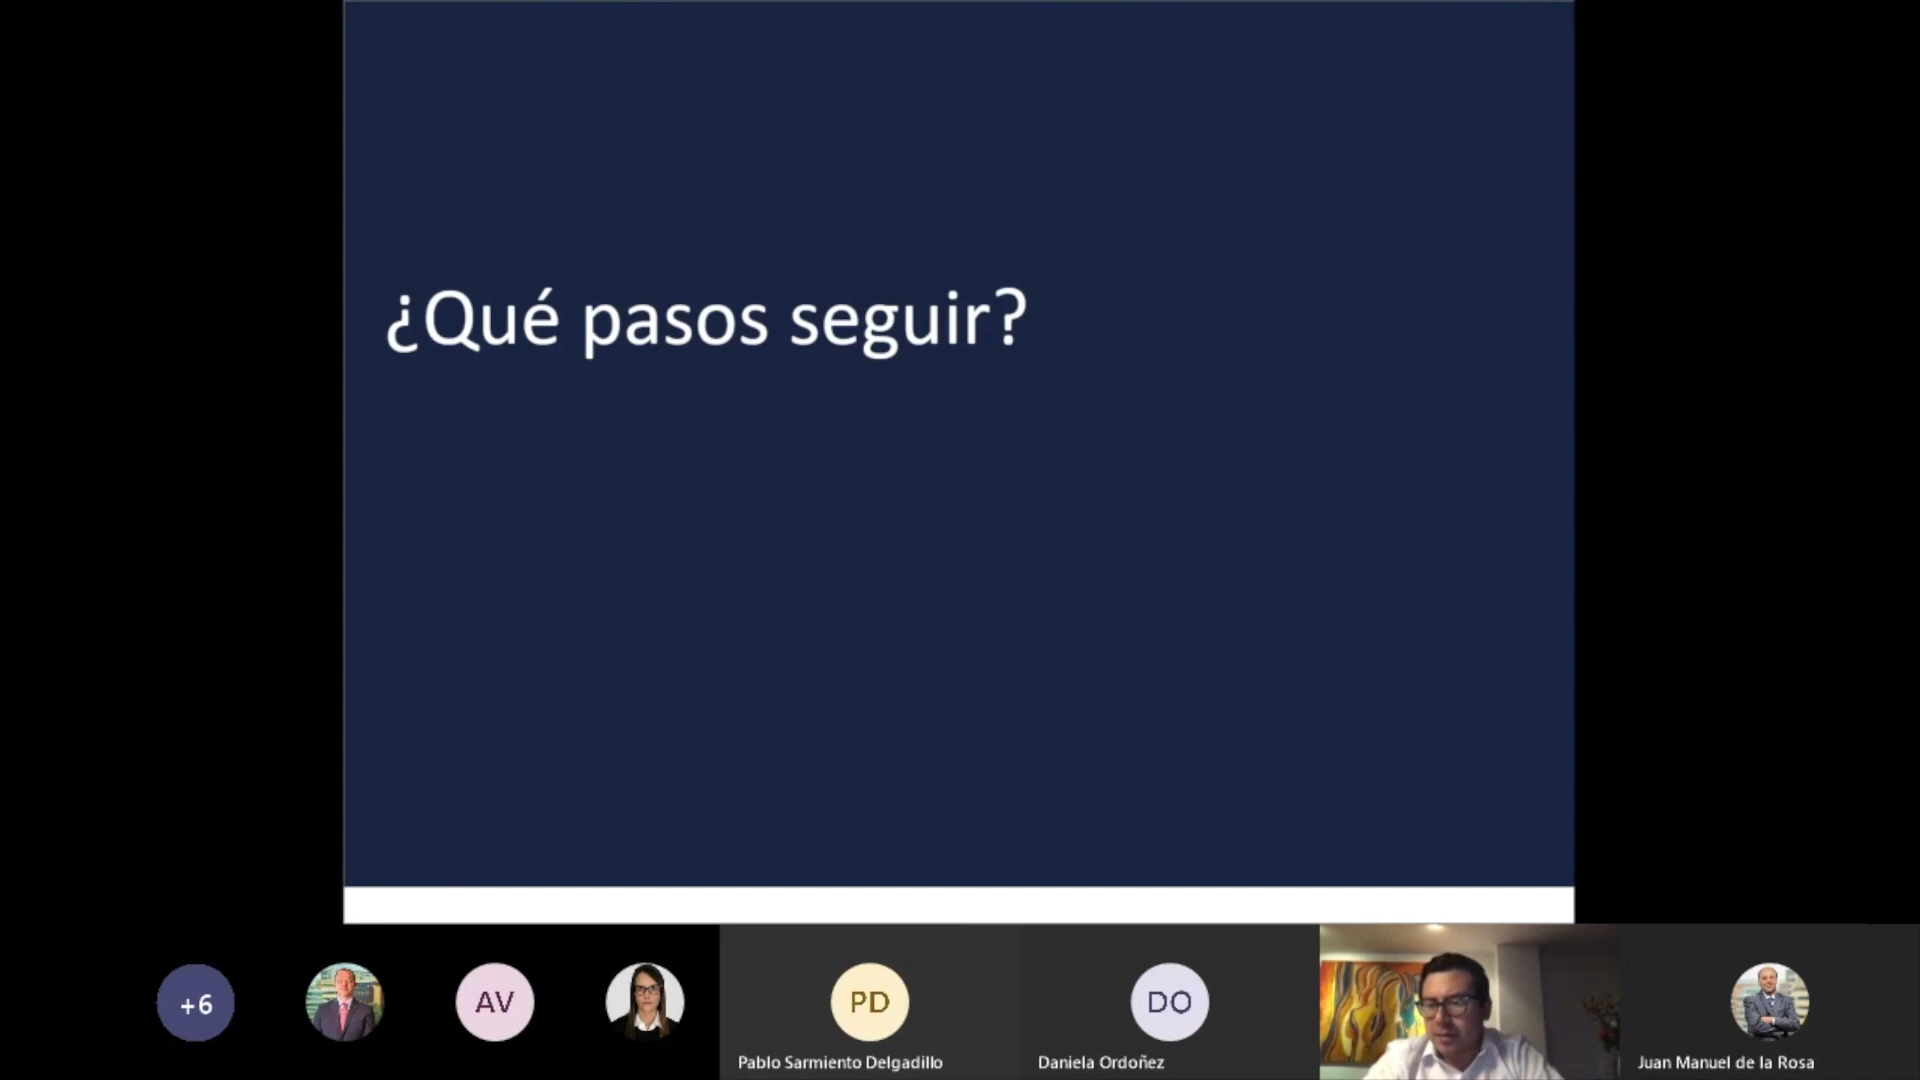 ¿Qué pasos seguir?
+6
AV
PD
DO
Pablo Sarmiento Delgadillo
Daniela Ordoñez
Juan Manuel de la Rosa